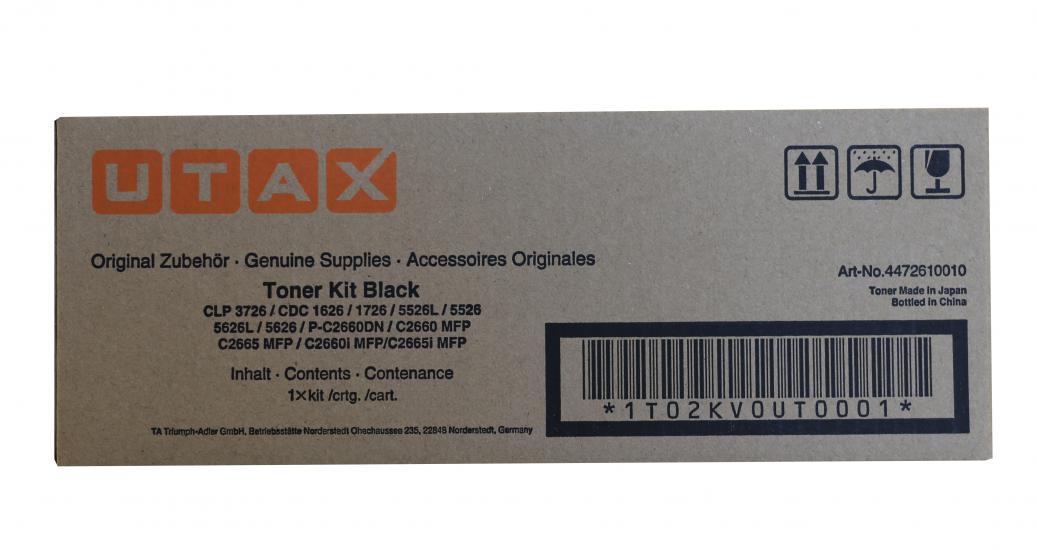 UTAX
Original Zubehör · Genuine Supplies · Accessoires Originales
Toner Kit Black
CLP 3726 / CDC 1626 / 1726 / 5526L / 5526
5626L / 5626 / P-C2660DN / C2660 MFP
C2665 MFP / C2660i MFP/C2665i MFP
Inhalt · Contents · Contenance
1×kit /crtg. /cart.
TA Triumph-Adler GmbH, Betriebsstätte Norderstedt Ohechaussee 235, 22848 Norderstedt, Germany
Art-No.4472610010
Toner Made in Japan
Bottled in China
*1T02KV0UT0001*